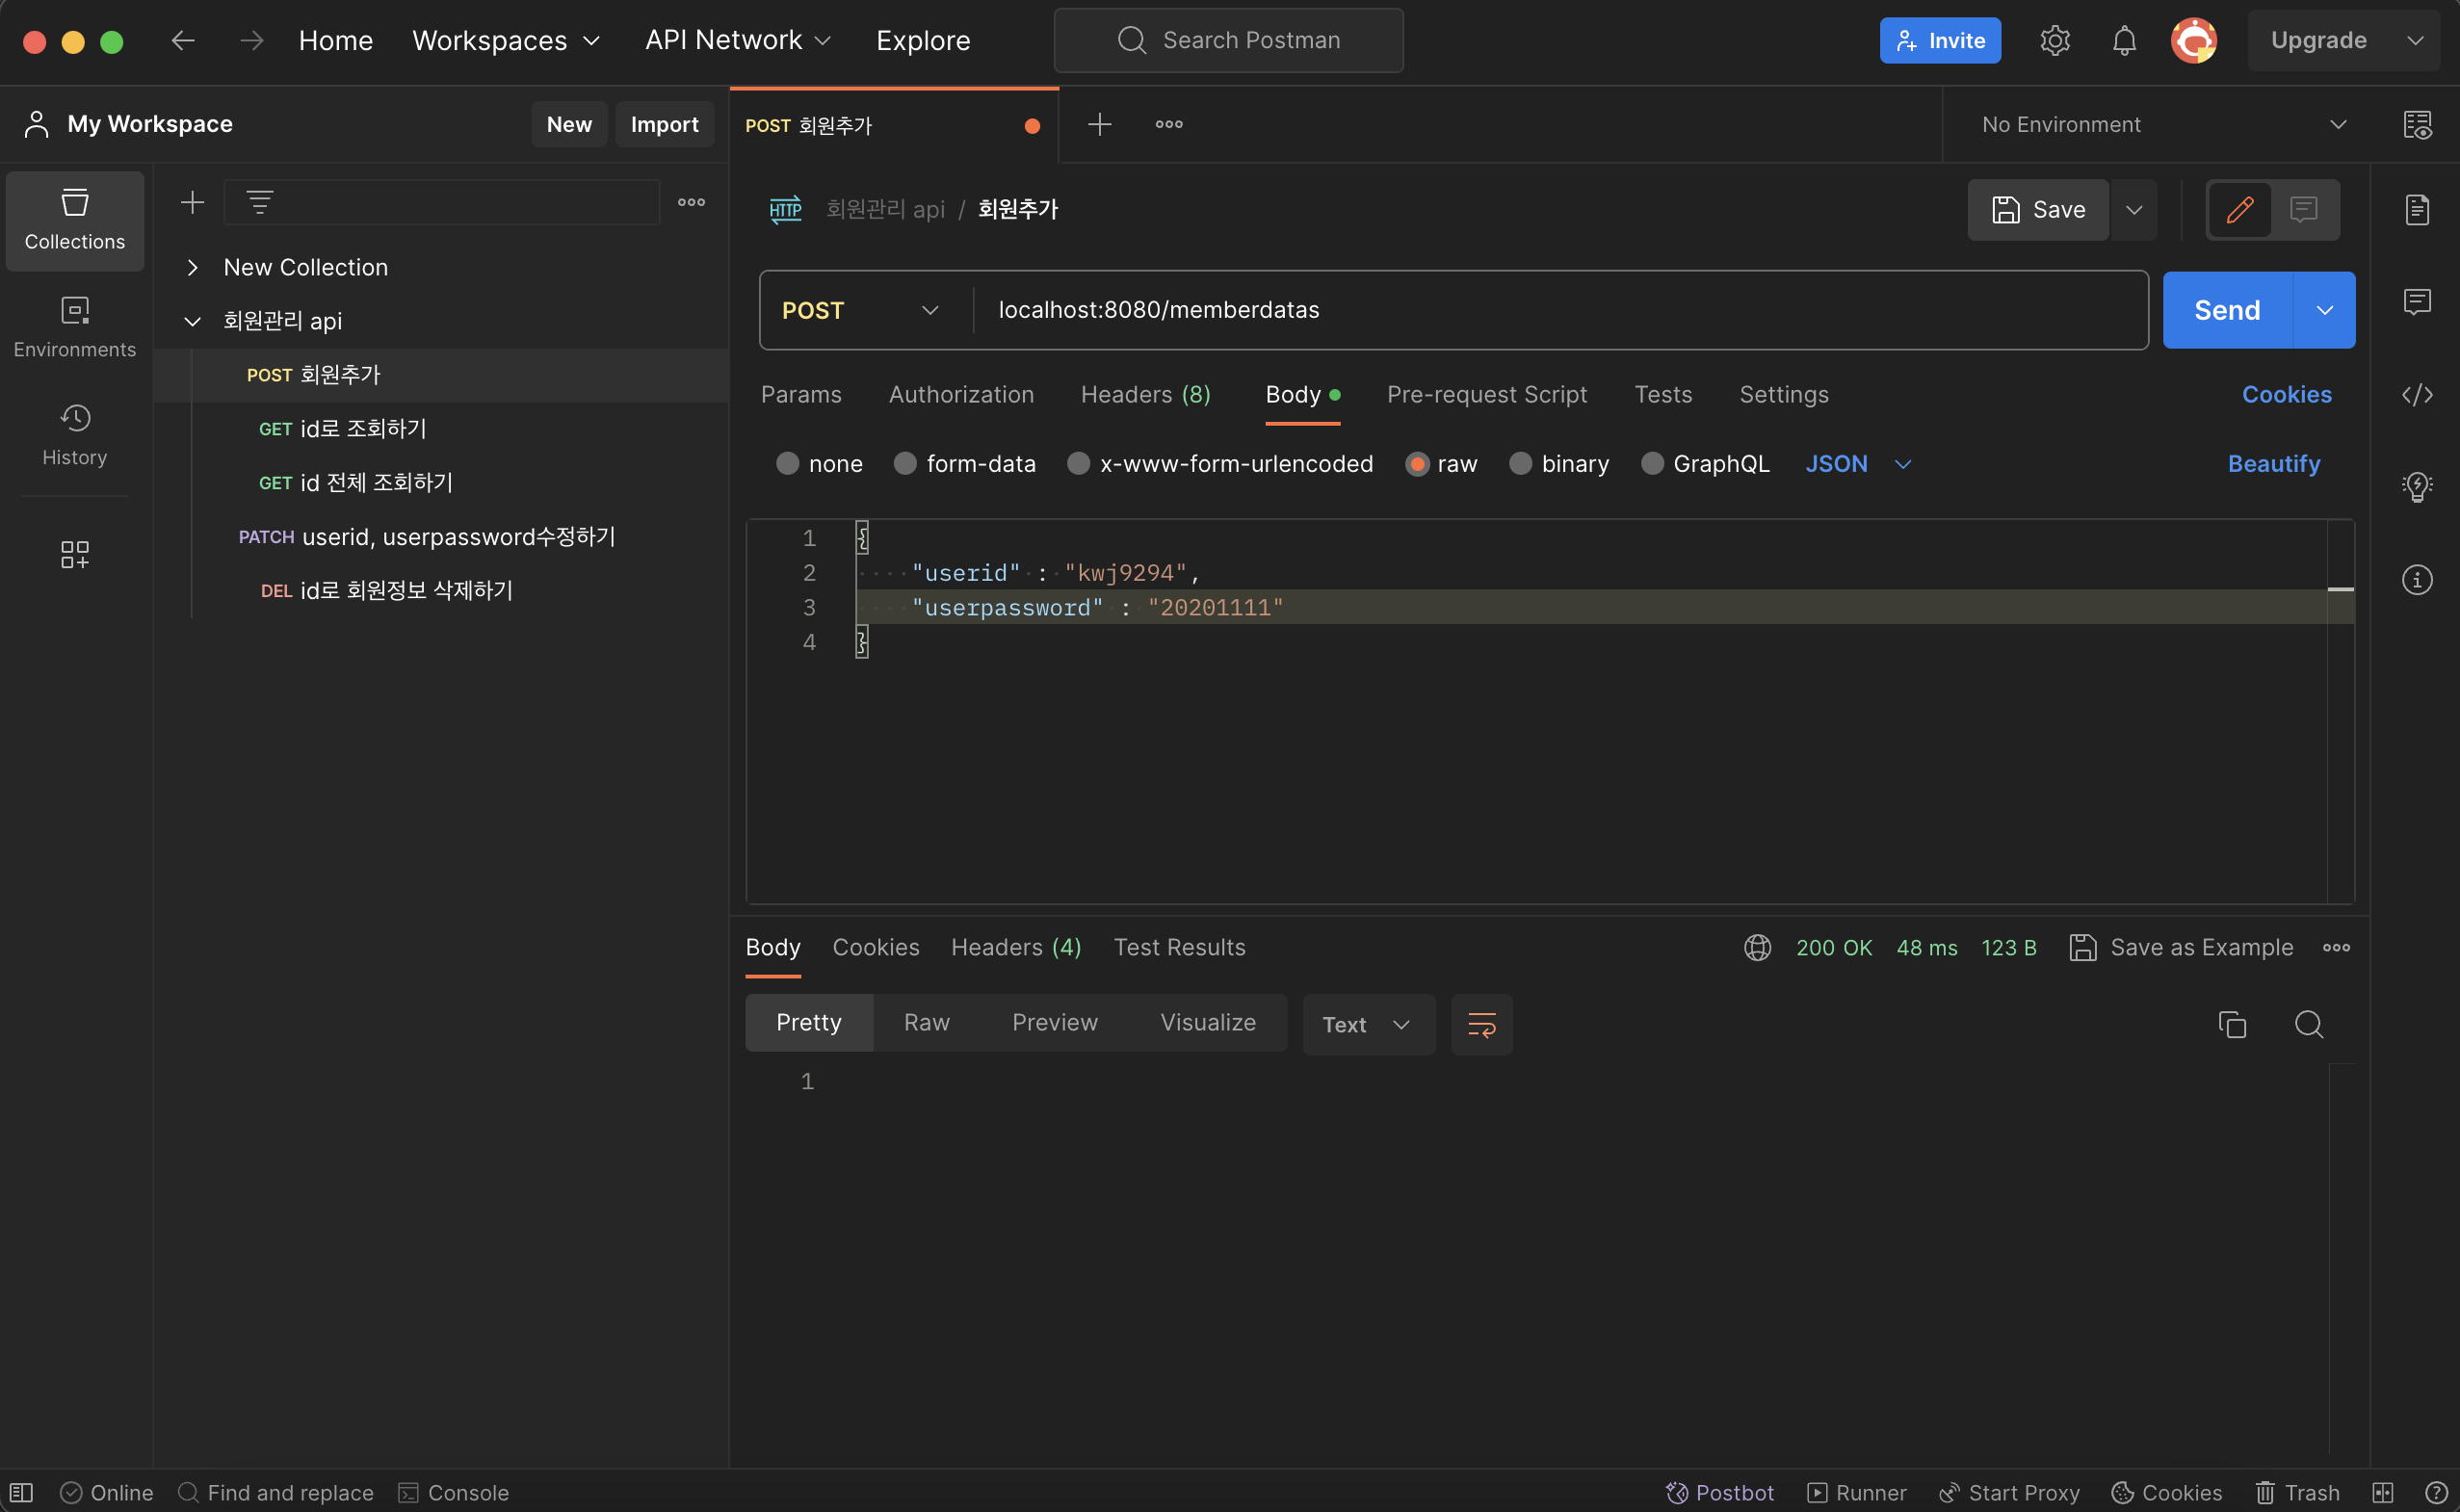 Home Workspaces API Network Explore Search Postman Invite Upgrade
My Workspace New Import
POST 회원추가 No Environment
Collections
Environments
History
New Collection
회원관리 api
POST 회원추가
GET id로 조회하기
GET id 전체 조회하기
PATCH userid, userpassword수정하기
DEL id로 회원정보 삭제하기
HTTP 회원관리 api / 회원추가 Save
POST localhost:8080/memberdatas Send
Params Authorization Headers (8) Body Pre-request Script Tests Settings Cookies
none form-data x-www-form-urlencoded raw binary GraphQL JSON Beautify
1 {
2 "userid" : "kwj9294",
3 "userpassword" : "20201111"
4 }
Body Cookies Headers (4) Test Results 200 OK 48 ms 123 B Save as Example
Pretty Raw Preview Visualize Text
1
Online Find and replace Console Postbot Runner Start Proxy Cookies Trash